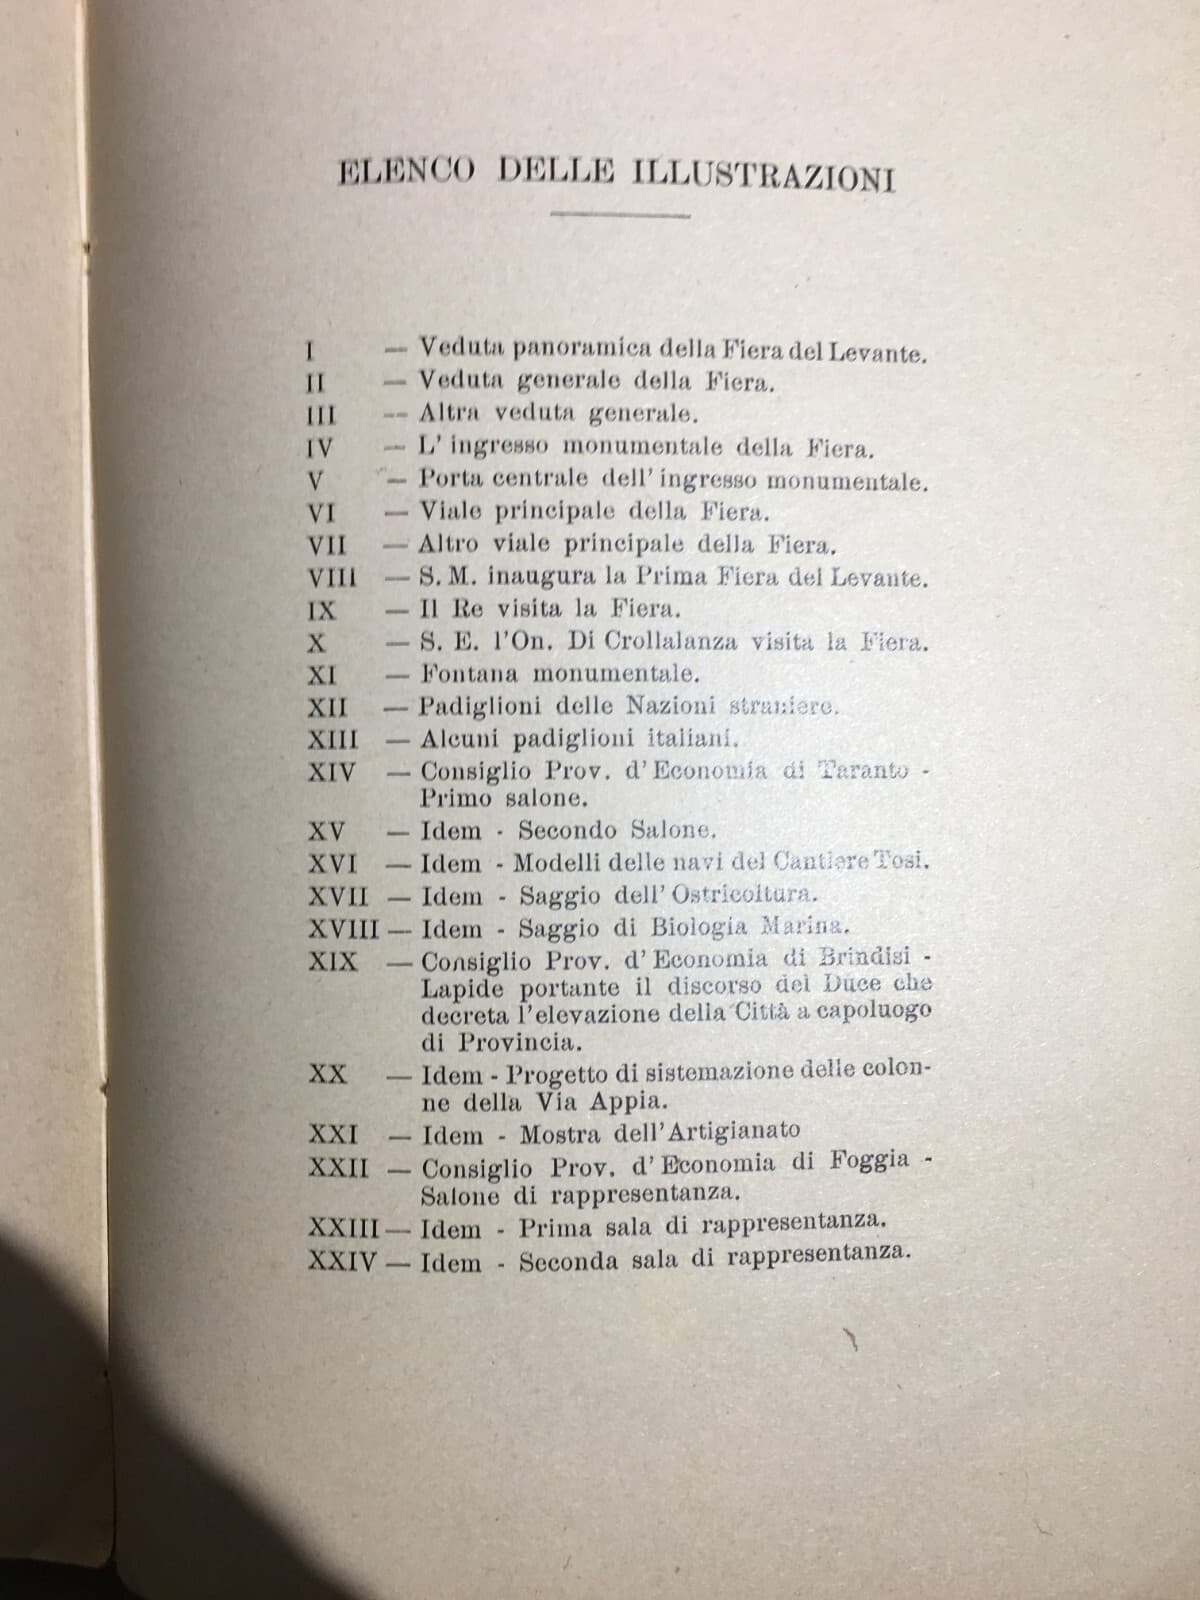 ELENCO DELLE ILLUSTRAZIONI
I — Veduta panoramica della Fiera del Levante.
II — Veduta generale della Fiera.
III — Altra veduta generale.
IV — L' ingresso monumentale della Fiera.
V — Porta centrale dell' ingresso monumentale.
VI — Viale principale della Fiera.
VII — Altro viale principale della Fiera.
VIII — S. M. inaugura la Prima Fiera del Levante.
IX — Il Re visita la Fiera.
X — S. E. l'On. Di Crollalanza visita la Fiera.
XI — Fontana monumentale.
XII — Padiglioni delle Nazioni straniere.
XIII — Alcuni padiglioni italiani.
XIV — Consiglio Prov. d' Economia di Taranto -
Primo salone.
XV — Idem - Secondo Salone.
XVI — Idem - Modelli delle navi del Cantiere Tosi.
XVII — Idem - Saggio dell' Ostricoltura.
XVIII — Idem - Saggio di Biologia Marina.
XIX — Consiglio Prov. d' Economia di Brindisi -
Lapide portante il discorso del Duce che
decreta l'elevazione della Città a capoluogo
di Provincia.
XX — Idem - Progetto di sistemazione delle colon-
ne della Via Appia.
XXI — Idem - Mostra dell'Artigianato
XXII — Consiglio Prov. d' Economia di Foggia -
Salone di rappresentanza.
XXIII — Idem - Prima sala di rappresentanza.
XXIV — Idem - Seconda sala di rappresentanza.